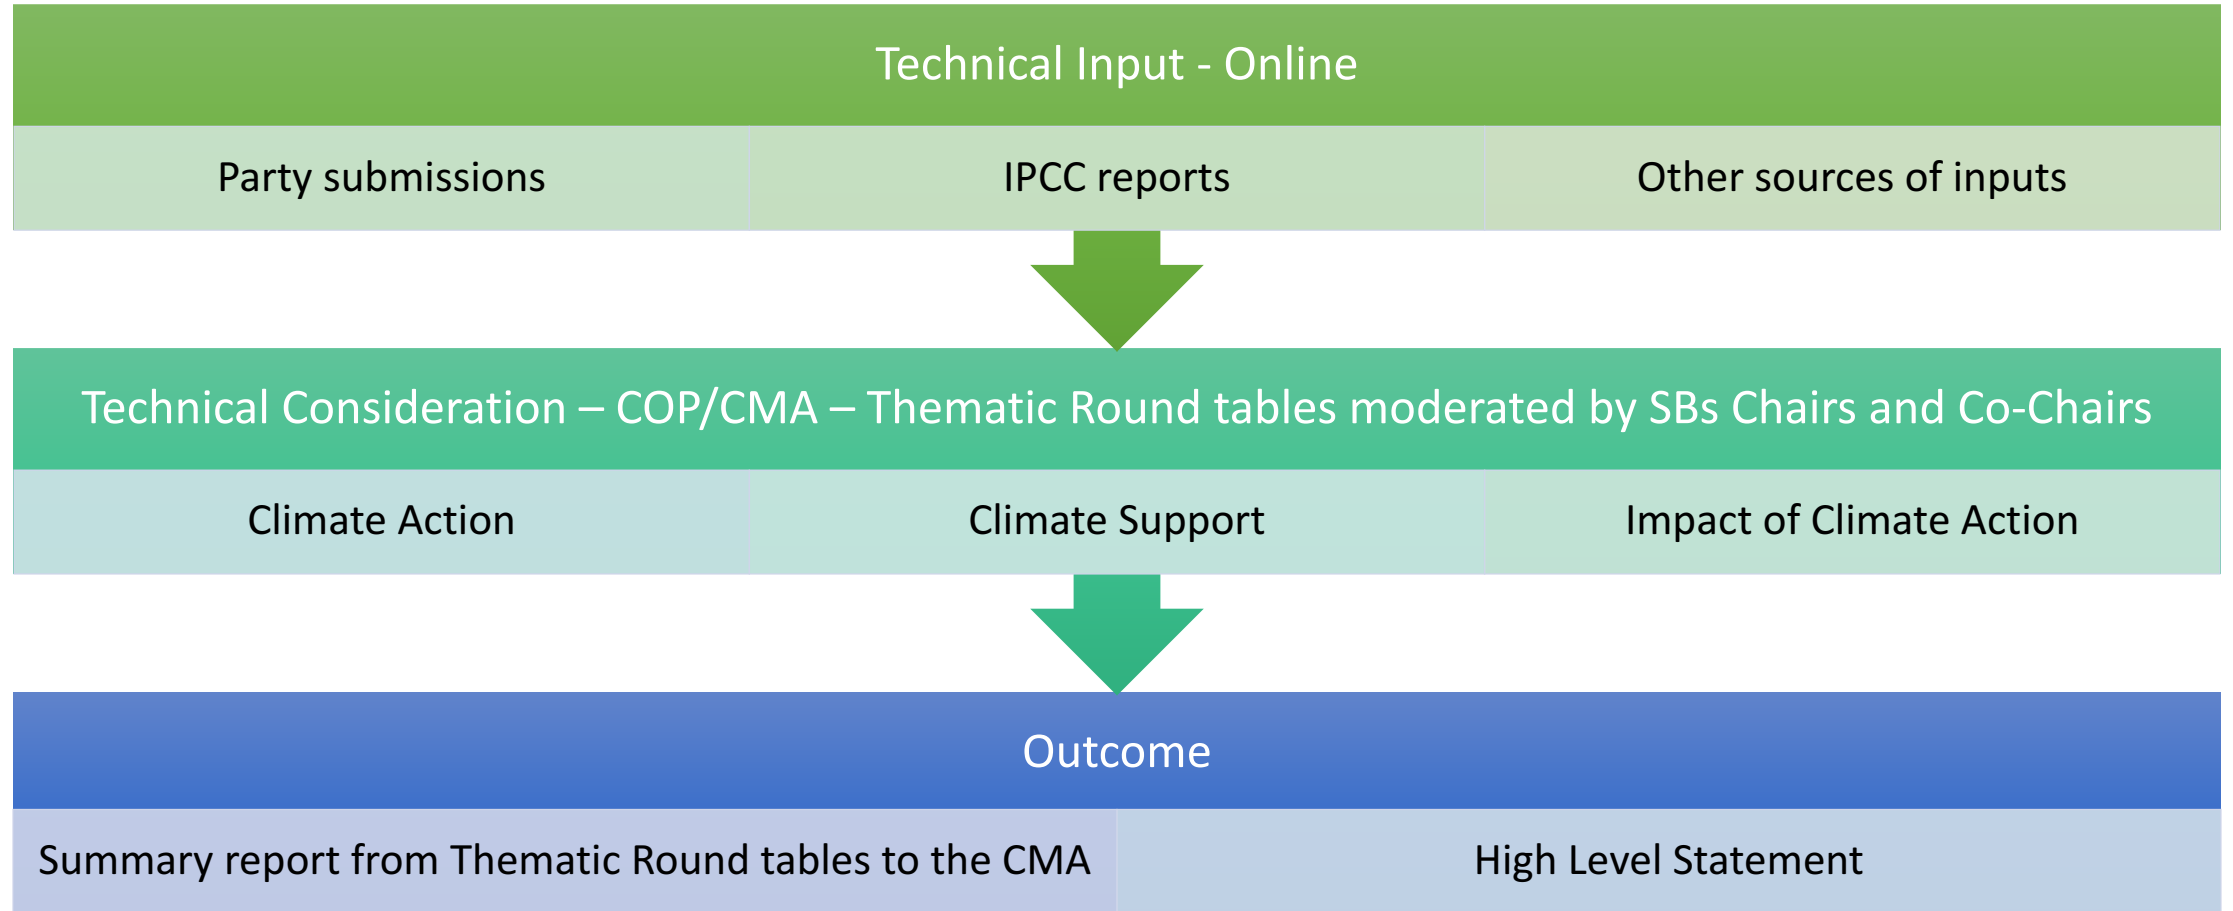 Technical Input - Online
Party submissions
IPCC reports
Other sources of inputs
Technical Consideration – COP/CMA – Thematic Round tables moderated by SBs Chairs and Co-Chairs
Climate Action
Climate Support
Impact of Climate Action
Outcome
Summary report from Thematic Round tables to the CMA
High Level Statement